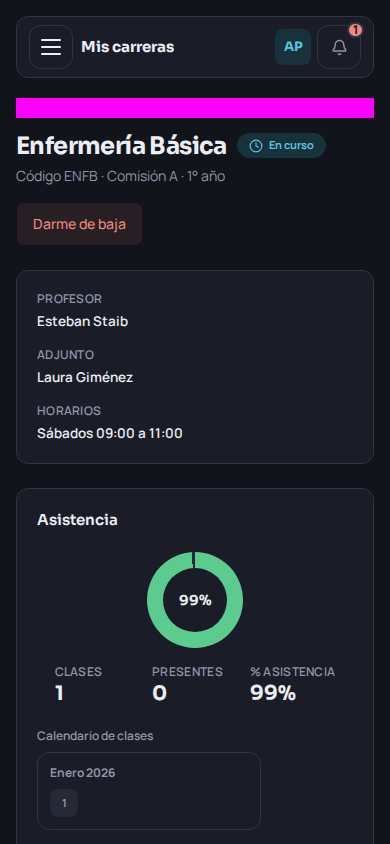 Mis carreras
AP
1
Enfermería Básica
En curso
Código ENFB · Comisión A · 1° año
Darme de baja
PROFESOR
Esteban Staib
ADJUNTO
Laura Giménez
HORARIOS
Sábados 09:00 a 11:00
Asistencia
99%
CLASES
PRESENTES
% ASISTENCIA
1
0
99%
Calendario de clases
Enero 2026
1